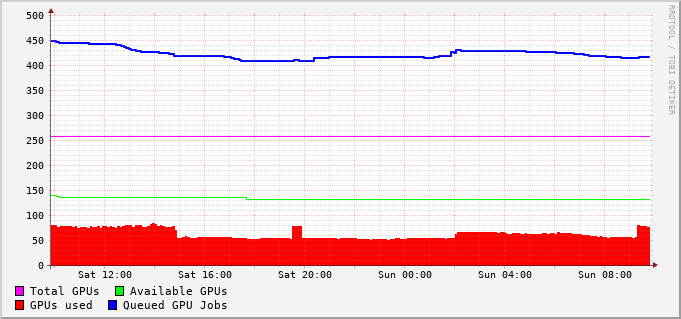 500
450
400
350
300
250
200
150
100
50
0
Sat 12:00 Sat 16:00 Sat 20:00 Sun 00:00 Sun 04:00 Sun 08:00
Total GPUs Available GPUs
GPUs used Queued GPU Jobs
RRDTOOL / TOBI OETIKER